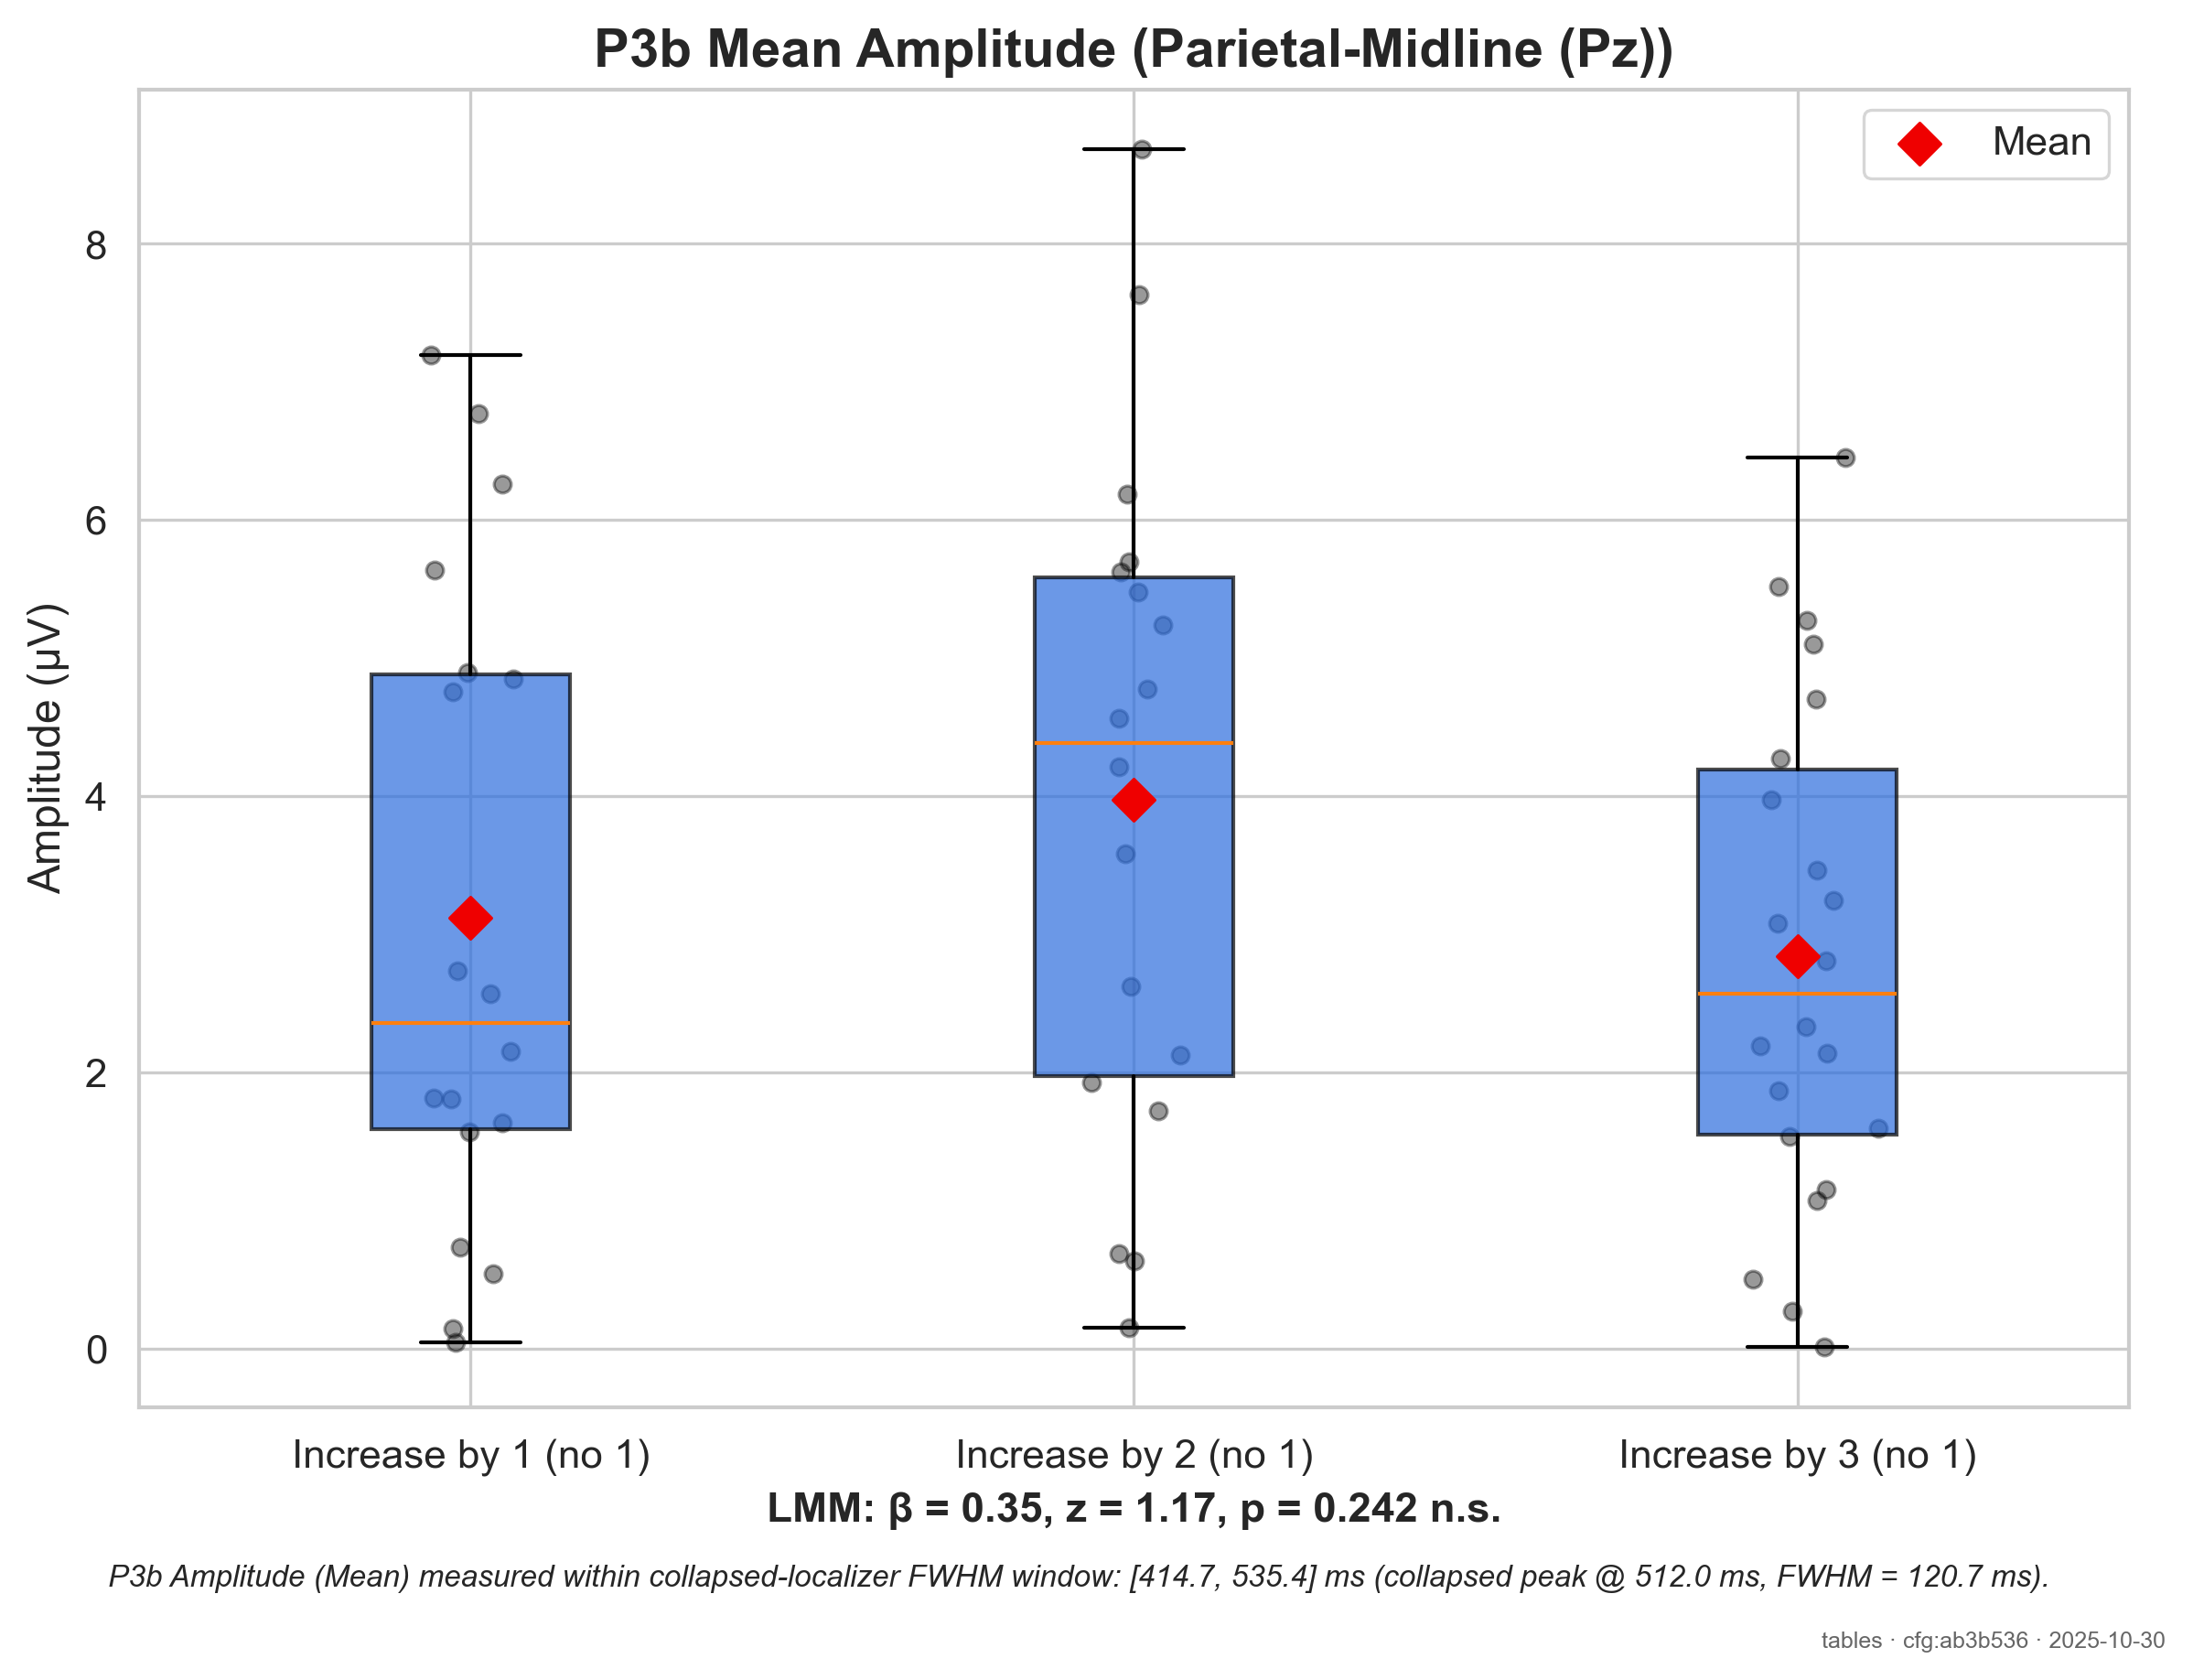 P3b Mean Amplitude (Parietal-Midline (Pz))
Mean
8
6
4
2
0
Amplitude (µV)
Increase by 1 (no 1)
Increase by 2 (no 1)
Increase by 3 (no 1)
LMM: β = 0.35, z = 1.17, p = 0.242 n.s.
P3b Amplitude (Mean) measured within collapsed-localizer FWHM window: [414.7, 535.4] ms (collapsed peak @ 512.0 ms, FWHM = 120.7 ms).
tables · cfg:ab3b536 · 2025-10-30